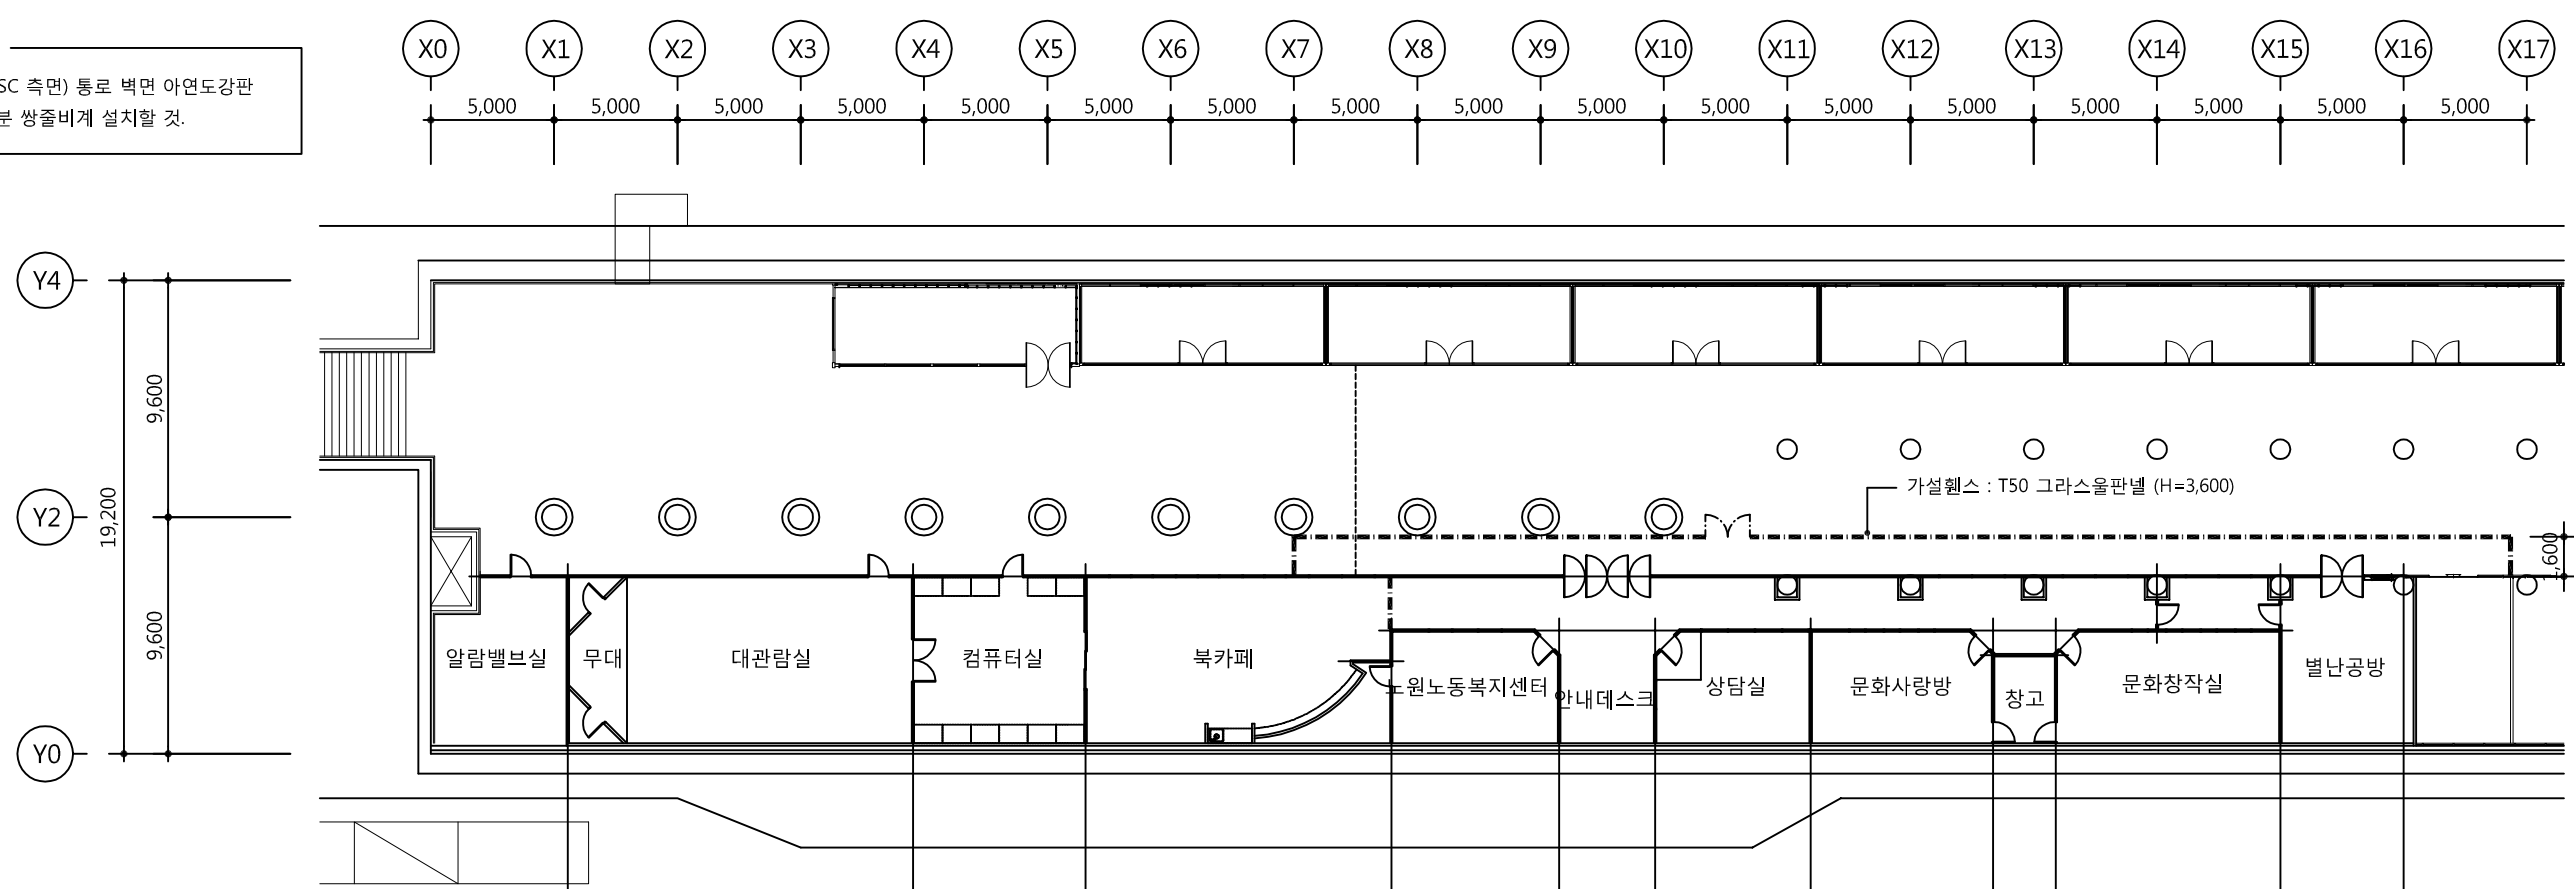 X0 X1 X2 X3 X4 X5 X6 X7 X8 X9 X10 X11 X12 X13 X14 X15 X16 X17
SC 측면) 통로 벽면 아연도강판
분 쌍줄비계 설치할 것.
5,000 5,000 5,000 5,000 5,000 5,000 5,000 5,000 5,000 5,000 5,000 5,000 5,000 5,000 5,000 5,000 5,000
Y4
9,600
19,200
가설휀스 : T50 그라스울판넬 (H=3,600)
Y2
9,600
알람밸브실 무대 대관람실 컴퓨터실 북카페 노원노동복지센터 안내데스크 상담실 문화사랑방 창고 문화창작실 별난공방
Y0